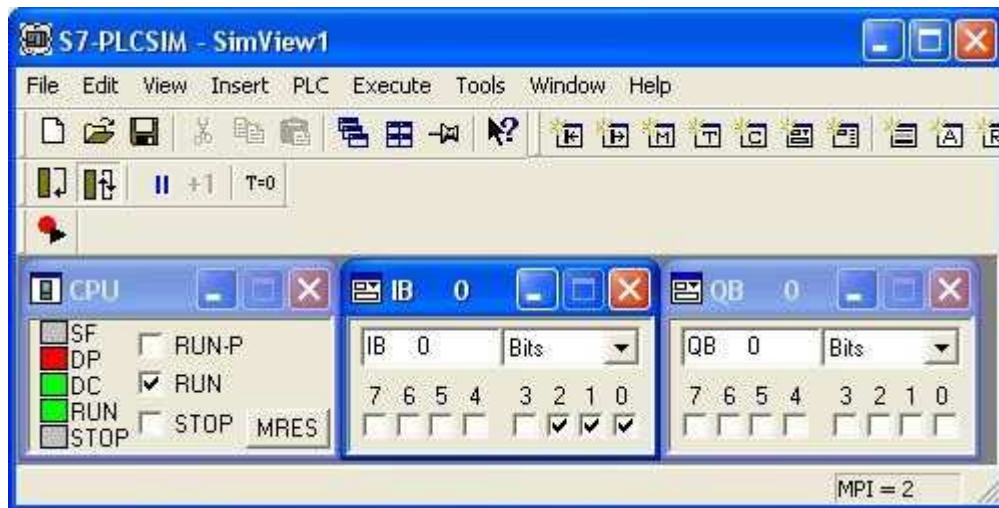 S7-PLCSIM - SimView1
File Edit View Insert PLC Execute Tools Window Help
M T C A R
+1 T=0
CPU
SF
DP
DC
RUN
STOP
RUN-P
RUN
STOP
MRES
IB 0
IB 0 Bits
7 6 5 4 3 2 1 0
QB 0
QB 0 Bits
7 6 5 4 3 2 1 0
MPI = 2